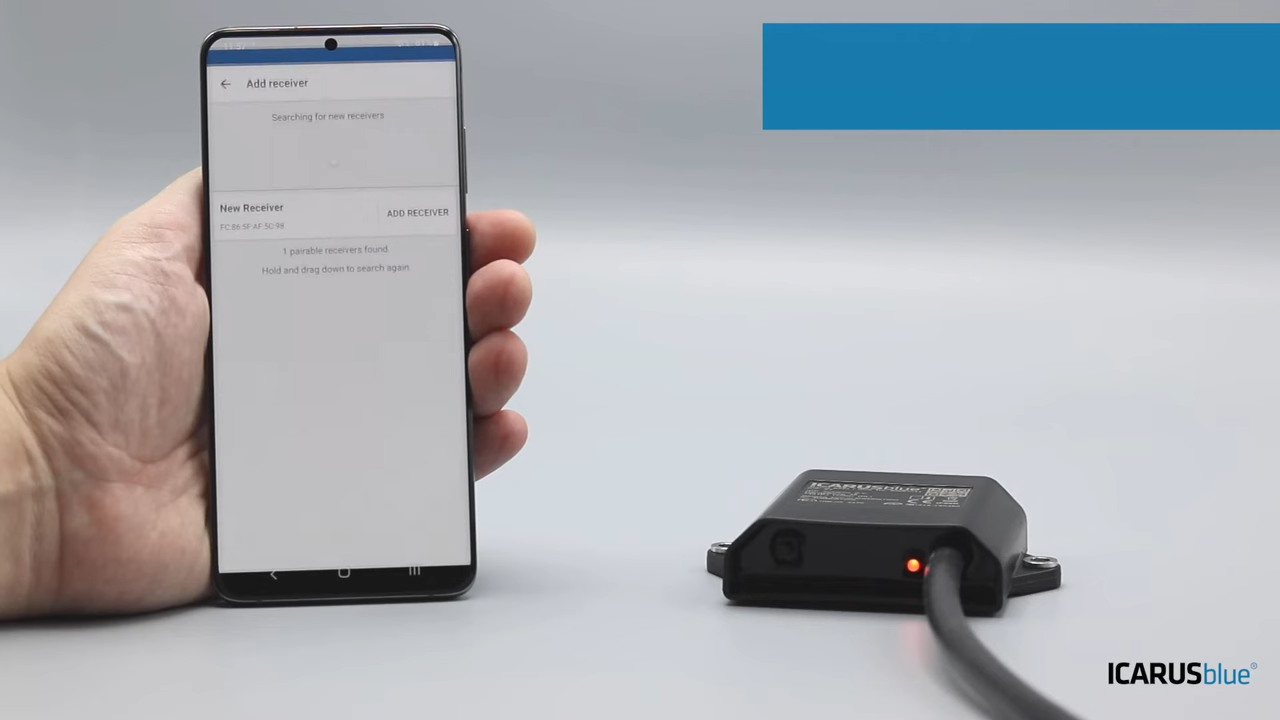 Add receiver
Searching for new receivers
New Receiver
ADD RECEIVER
1 pairable receivers found.
Hold and drag down to search again
ICARUSblue
ICARUSblue®